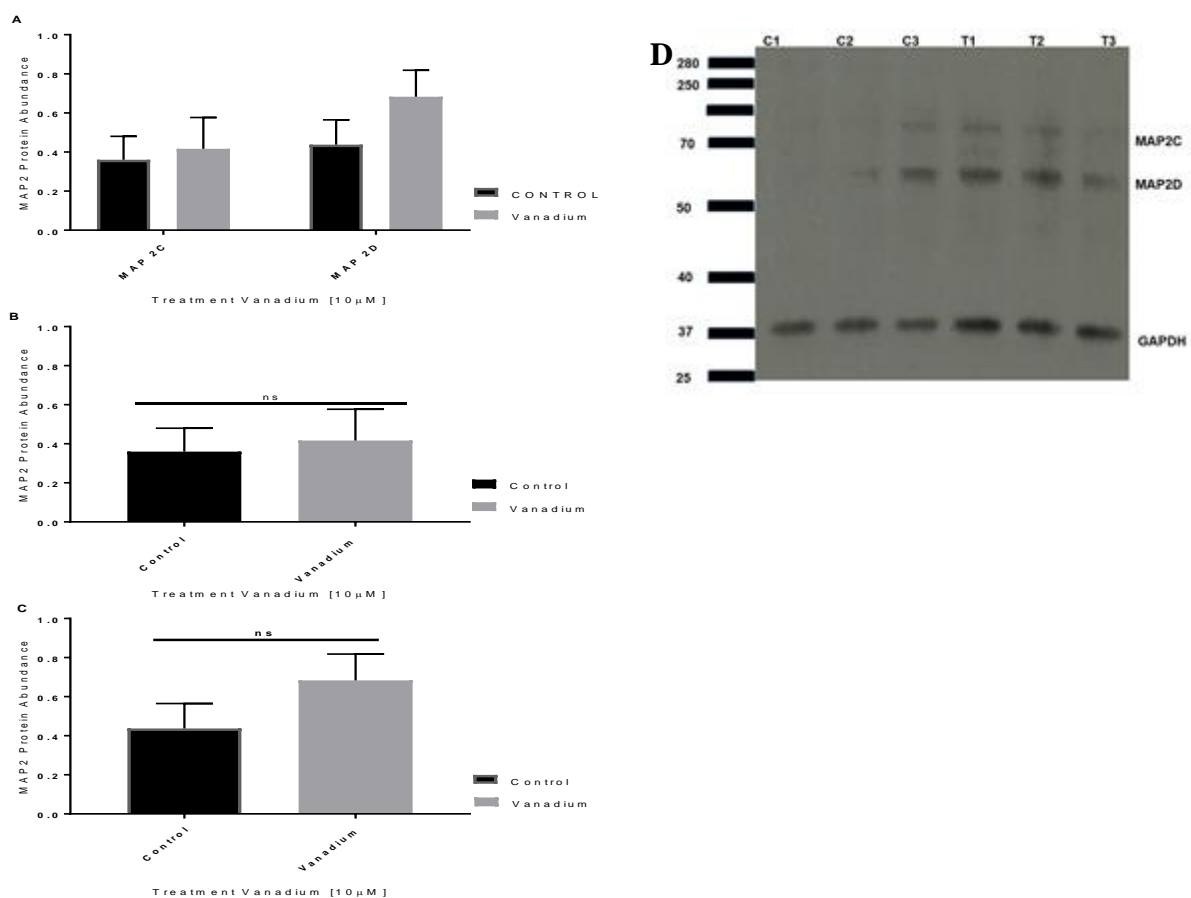 A
1.0
0.8
0.6
0.4
0.2
0.0
MAP2 Protein Abundance
MAP 2C
MAP 2D
CONTROL
Vanadium
Treatment Vanadium [10µM]
B
1.0
0.8
0.6
0.4
0.2
0.0
MAP2 Protein Abundance
ns
Control
Vanadium
Control
Vanadium
Treatment Vanadium [10µM]
C
1.0
0.8
0.6
0.4
0.2
0.0
MAP2 Protein Abundance
ns
Control
Vanadium
Control
Vanadium
Treatment Vanadium [10µM]
D
C1 C2 C3 T1 T2 T3
280
250
70
50
40
37
25
MAP2C
MAP2D
GAPDH